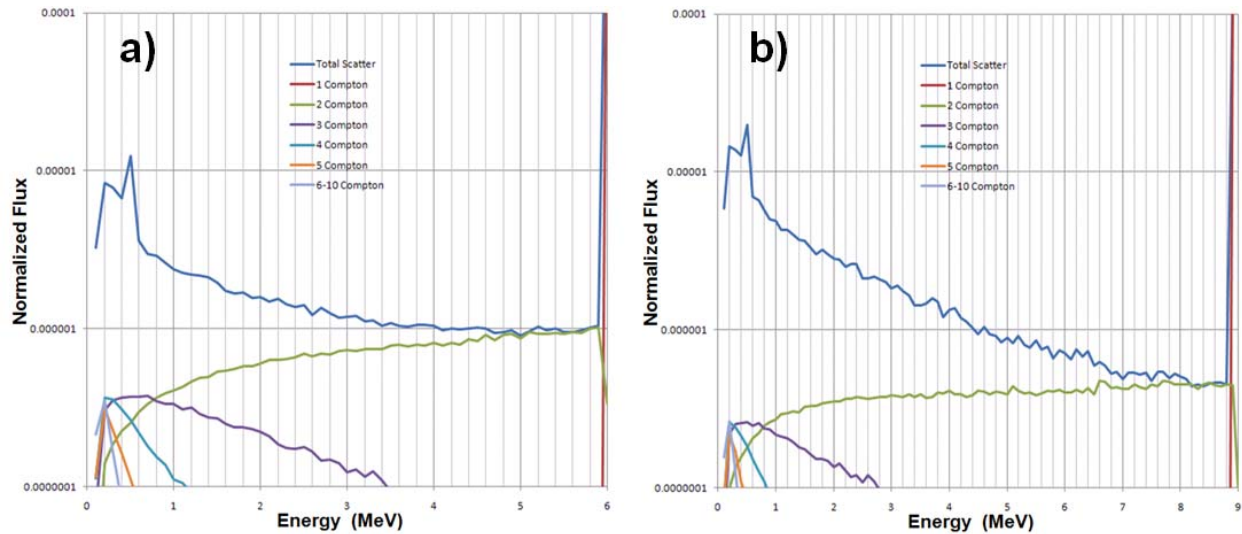 a)
0.0001
0.00001
0.000001
0.0000001
Normalized Flux
Total Scatter
1 Compton
2 Compton
3 Compton
4 Compton
5 Compton
6-10 Compton
0 1 2 3 4 5 6
Energy (MeV)
b)
0.0001
0.00001
0.000001
0.0000001
Normalized Flux
Total Scatter
1 Compton
2 Compton
3 Compton
4 Compton
5 Compton
6-10 Compton
0 1 2 3 4 5 6 7 8 9
Energy (MeV)